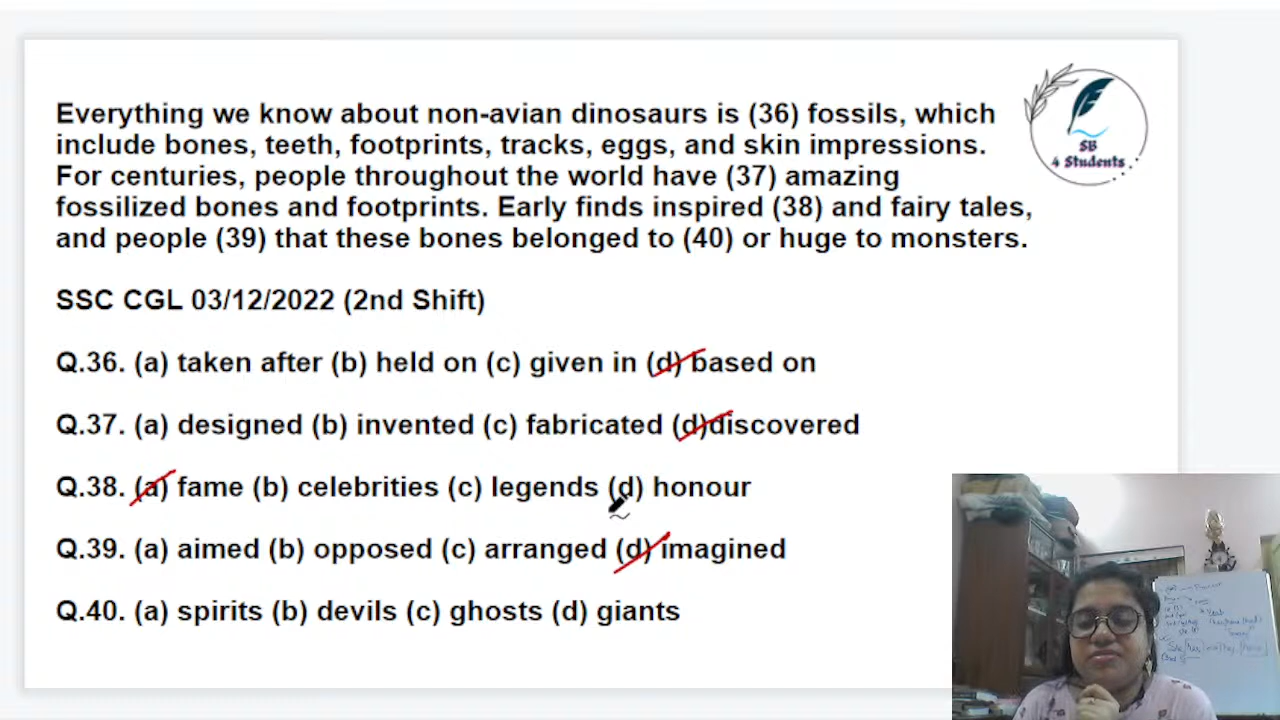 Everything we know about non-avian dinosaurs is (36) fossils, which
include bones, teeth, footprints, tracks, eggs, and skin impressions.
For centuries, people throughout the world have (37) amazing
fossilized bones and footprints. Early finds inspired (38) and fairy tales,
and people (39) that these bones belonged to (40) or huge to monsters.
SB
4 Students
SSC CGL 03/12/2022 (2nd Shift)
Q.36. (a) taken after (b) held on (c) given in (d) based on
Q.37. (a) designed (b) invented (c) fabricated (d)discovered
Q.38. (a) fame (b) celebrities (c) legends (d) honour
Q.39. (a) aimed (b) opposed (c) arranged (d) imagined
Q.40. (a) spirits (b) devils (c) ghosts (d) giants